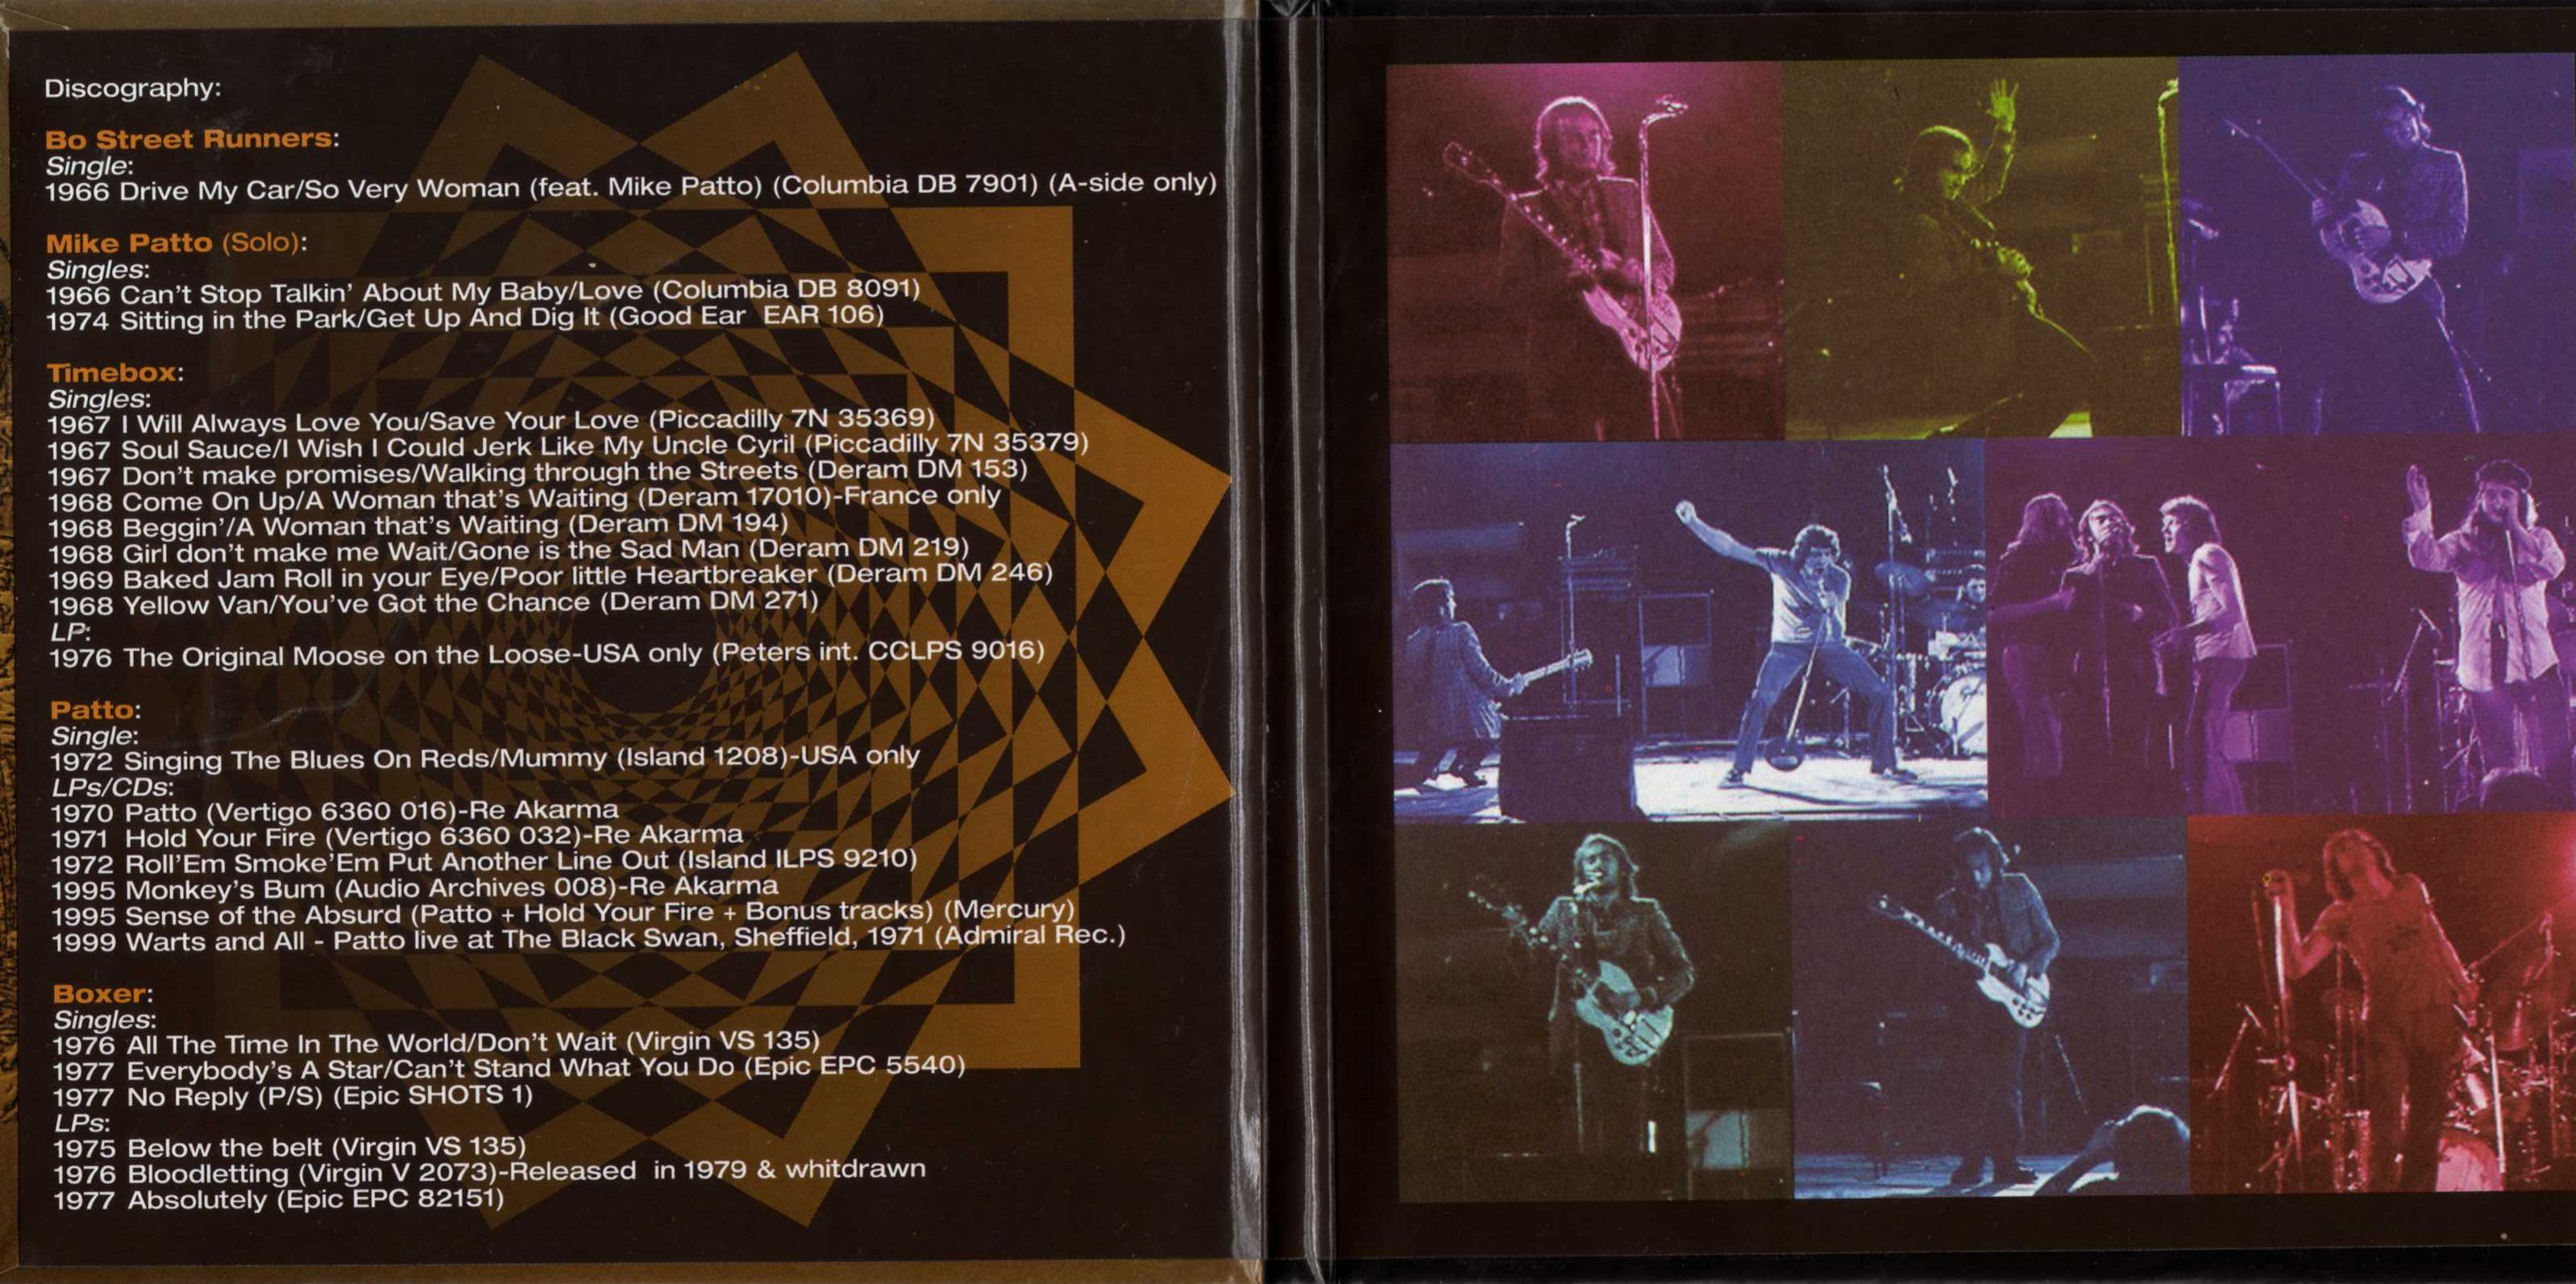 Discography:
Bo Street Runners:
Single:
1966 Drive My Car/So Very Woman (feat. Mike Patto) (Columbia DB 7901) (A-side only)
Mike Patto (Solo):
Singles:
1966 Can't Stop Talkin' About My Baby/Love (Columbia DB 8091)
1974 Sitting in the Park/Get Up And Dig It (Good Ear EAR 106)
Timebox:
Singles:
1967 I Will Always Love You/Save Your Love (Piccadilly 7N 35369)
1967 Soul Sauce/I Wish I Could Jerk Like My Uncle Cyril (Piccadilly 7N 35379)
1967 Don't make promises/Walking through the Streets (Deram DM 153)
1968 Come On Up/A Woman that's Waiting (Deram 17010)-France only
1968 Beggin'/A Woman that's Waiting (Deram DM 194)
1968 Girl don't make me Wait/Gone is the Sad Man (Deram DM 219)
1969 Baked Jam Roll in your Eye/Poor little Heartbreaker (Deram DM 246)
1968 Yellow Van/You've Got the Chance (Deram DM 271)
LP:
1976 The Original Moose on the Loose-USA only (Peters int. CCLPS 9016)
Patto:
Single:
1972 Singing The Blues On Reds/Mummy (Island 1208)-USA only
LPs/CDs:
1970 Patto (Vertigo 6360 016)-Re Akarma
1971 Hold Your Fire (Vertigo 6360 032)-Re Akarma
1972 Roll'Em Smoke'Em Put Another Line Out (Island ILPS 9210)
1995 Monkey's Bum (Audio Archives 008)-Re Akarma
1995 Sense of the Absurd (Patto + Hold Your Fire + Bonus tracks) (Mercury)
1999 Warts and All - Patto live at The Black Swan, Sheffield, 1971 (Admiral Rec.)
Boxer:
Singles:
1976 All The Time In The World/Don't Wait (Virgin VS 135)
1977 Everybody's A Star/Can't Stand What You Do (Epic EPC 5540)
1977 No Reply (P/S) (Epic SHOTS 1)
LPs:
1975 Below the belt (Virgin VS 135)
1976 Bloodletting (Virgin V 2073)-Released in 1979 & whitdrawn
1977 Absolutely (Epic EPC 82151)